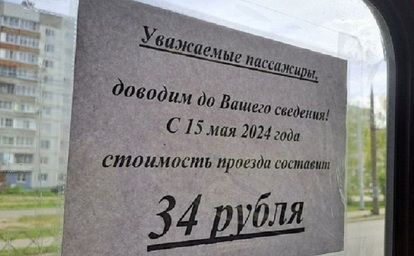 Уважаемые пассажиры,
доводим до Вашего сведения!
С 15 мая 2024 года
стоимость проезда составит
34 рубля